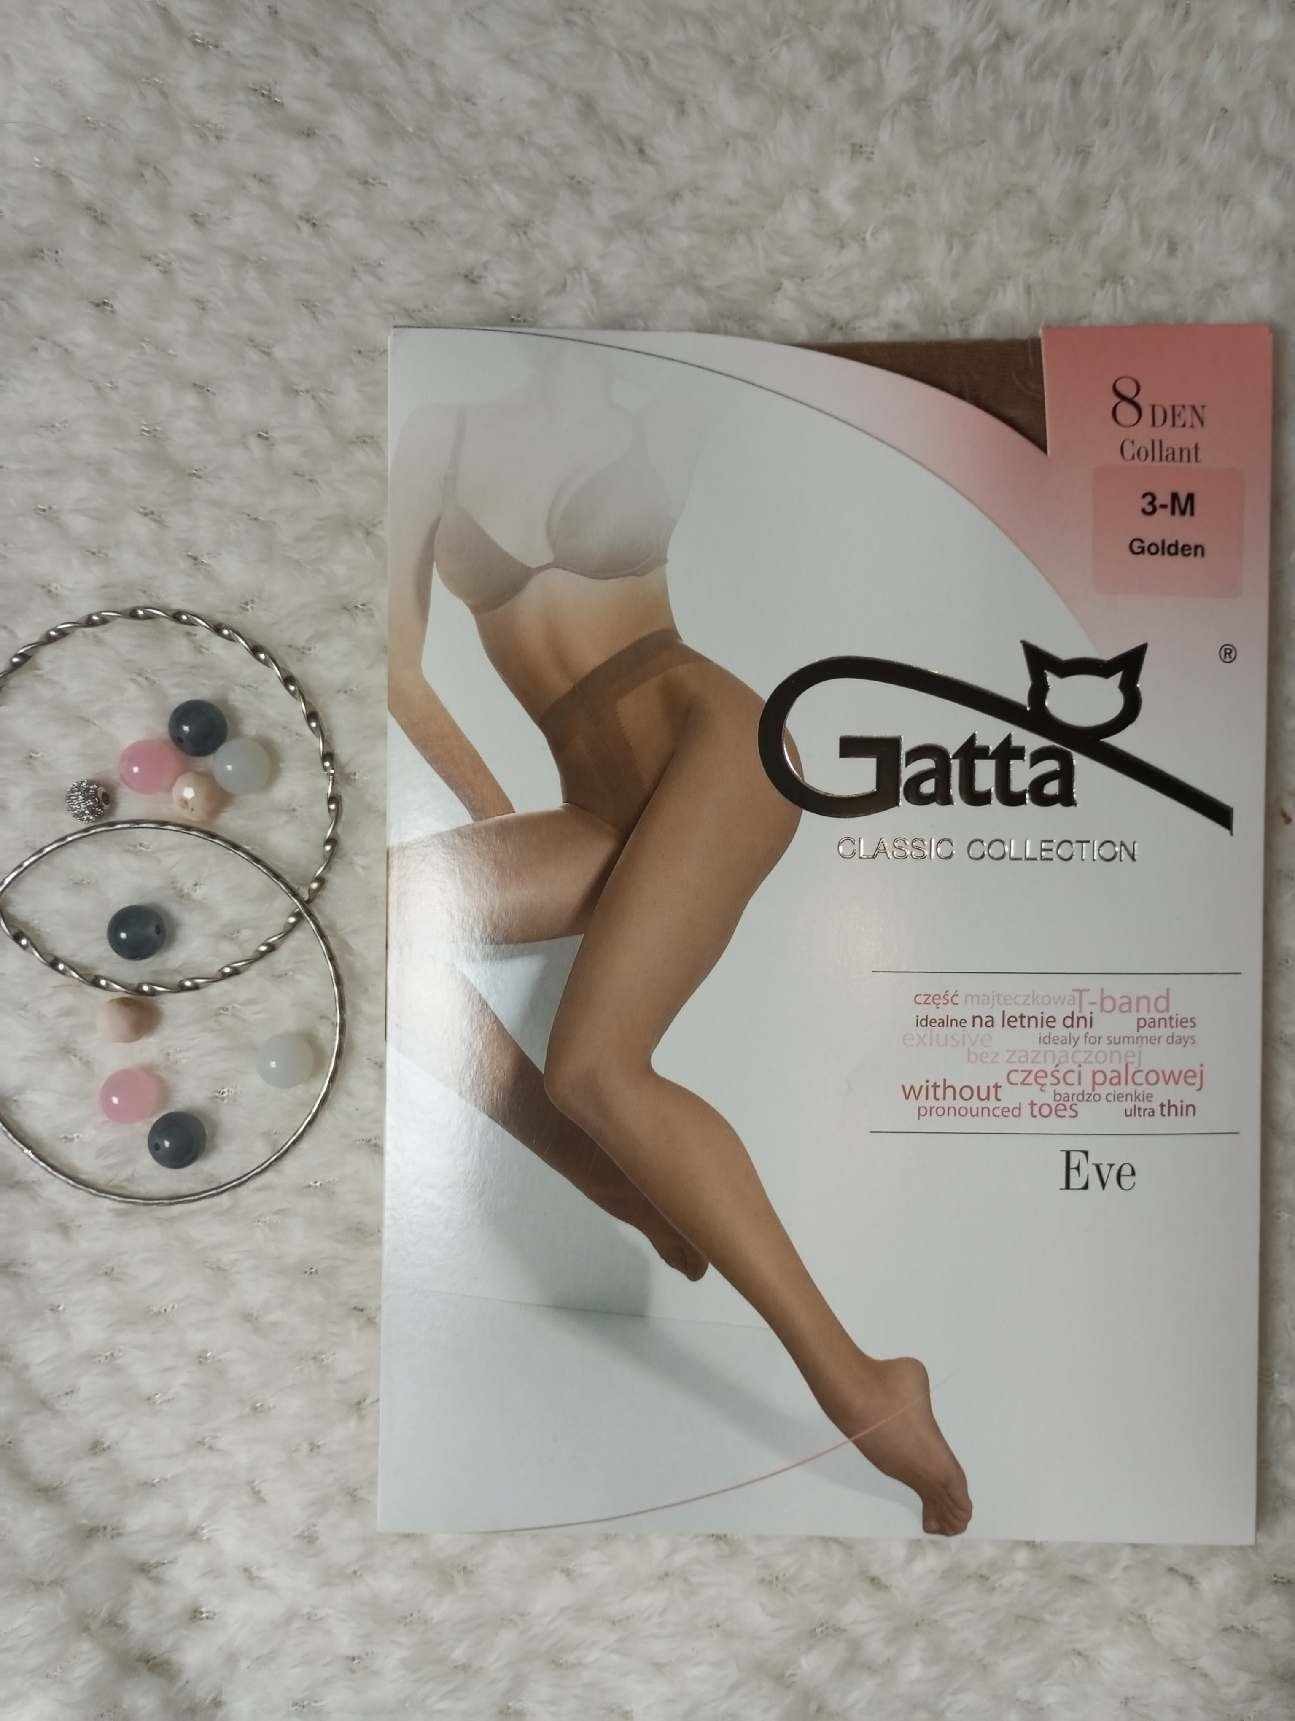 8 DEN
Collant
3-M
Golden
®
Gatta
CLASSIC COLLECTION
część majteczkowa T-band
idealne na letnie dni panties
exlusive idealy for summer days
bez zaznaczonej
without części palcowej
bardzo cienkie
pronounced toes ultra thin
Eve